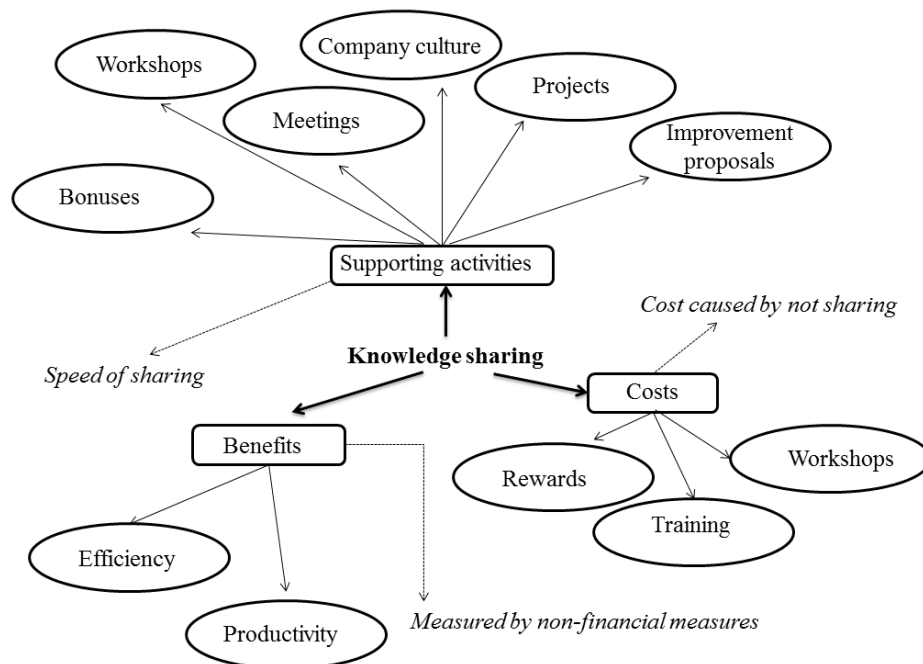 Company culture
Workshops
Projects
Meetings
Improvement
proposals
Bonuses
Supporting activities
Cost caused by not sharing
Knowledge sharing
Speed of sharing
Costs
Benefits
Workshops
Rewards
Training
Efficiency
Measured by non-financial measures
Productivity